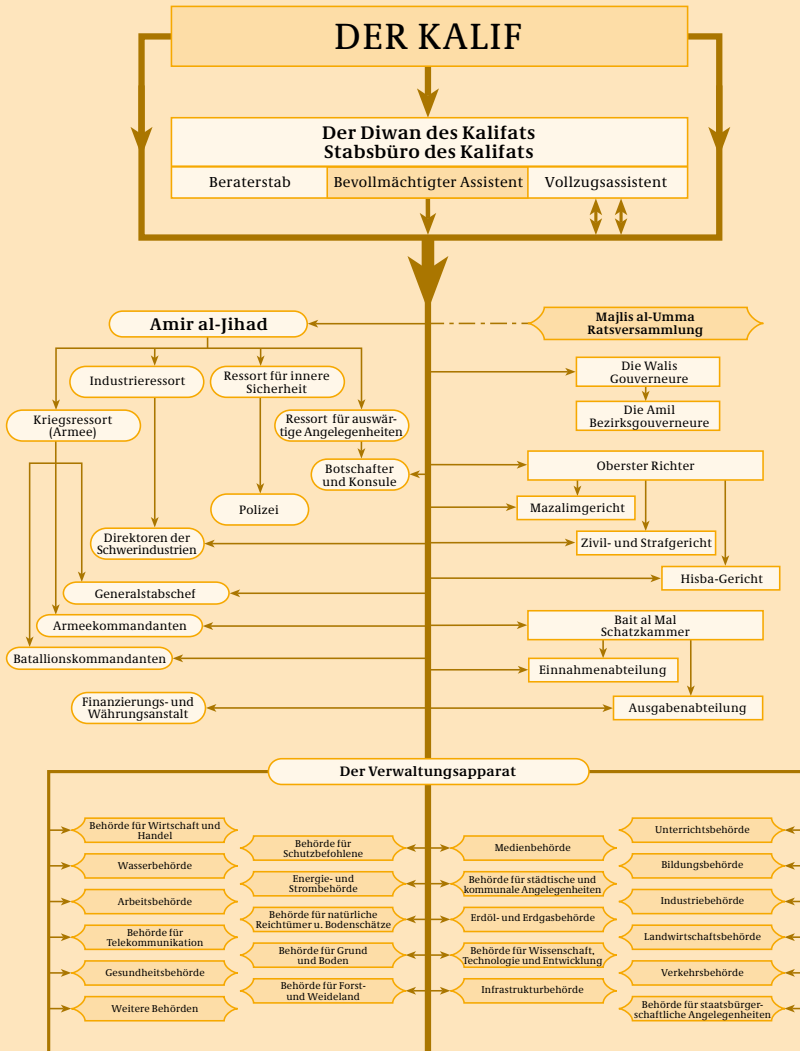 DER KALIF
Der Diwan des Kalifats
Stabsbüro des Kalifats
Beraterstab
Bevollmächtigter Assistent
Vollzugsassistent
Amir al-Jihad
Majlis al-Umma
Ratsversammlung
Industrieressort
Ressort für innere
Sicherheit
Die Walis
Gouverneure
Kriegsressort
(Armee)
Ressort für auswär-
tige Angelegenheiten
Die Amil
Bezirksgouverneure
Botschafter
und Konsule
Oberster Richter
Polizei
Mazalimgericht
Direktoren der
Schwerindustrien
Zivil- und Strafgericht
Hisba-Gericht
Generalstabschef
Armeekommandanten
Bait al Mal
Schatzkammer
Batallionskommandanten
Einnahmenabteilung
Finanzierungs- und
Währungsanstalt
Ausgabenabteilung
Der Verwaltungsapparat
Behörde für Wirtschaft und
Handel
Wasserbehörde
Arbeitsbehörde
Behörde für
Telekommunikation
Gesundheitsbehörde
Weitere Behörden
Behörde für
Schutzbefohlene
Energie- und
Strombehörde
Behörde für natürliche
Reichtümer u. Bodenschätze
Behörde für Grund
und Boden
Behörde für Forst-
und Weideland
Medienbehörde
Behörde für städtische und
kommunale Angelegenheiten
Erdöl- und Erdgasbehörde
Behörde für Wissenschaft,
Technologie und Entwicklung
Infrastrukturbehörde
Unterrichtsbehörde
Bildungsbehörde
Industriebehörde
Landwirtschaftsbehörde
Verkehrsbehörde
Behörde für staatsbürger-
schaftliche Angelegenheiten